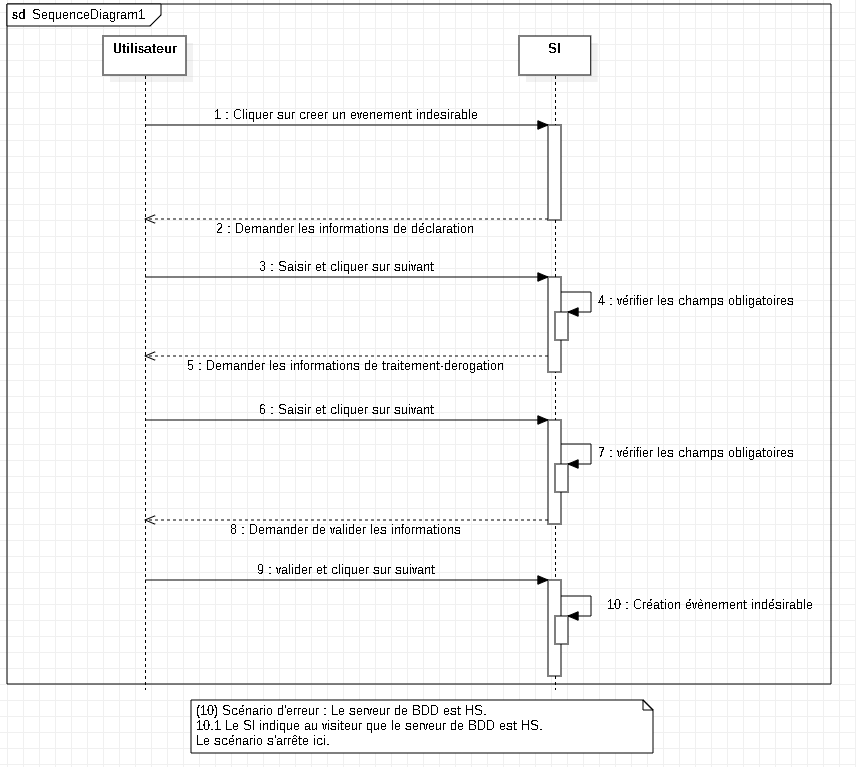 sd SequenceDiagram1
Utilisateur
SI
1 : Cliquer sur creer un evenement indesirable
2 : Demander les informations de déclaration
3 : Saisir et cliquer sur suivant
4 : vérifier les champs obligatoires
5 : Demander les informations de traitement-derogation
6 : Saisir et cliquer sur suivant
7 : vérifier les champs obligatoires
8 : Demander de valider les informations
9 : valider et cliquer sur suivant
10 : Création évènement indésirable
(10) Scénario d'erreur : Le serveur de BDD est HS.
10.1 Le SI indique au visiteur que le serveur de BDD est HS.
Le scénario s'arrête ici.